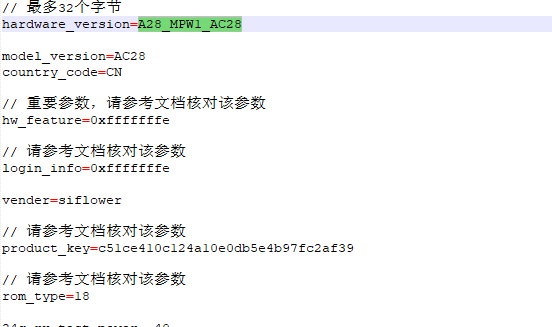 // 最多32个字节
hardware_version=A28_MPW1_AC28
model_version=AC28
country_code=CN
// 重要参数，请参考文档核对该参数
hw_feature=0xfffffffe
// 请参考文档核对该参数
login_info=0xfffffffe
vender=siflower
// 请参考文档核对该参数
product_key=c51ce410c124a10e0db5e4b97fc2af39
// 请参考文档核对该参数
rom_type=18